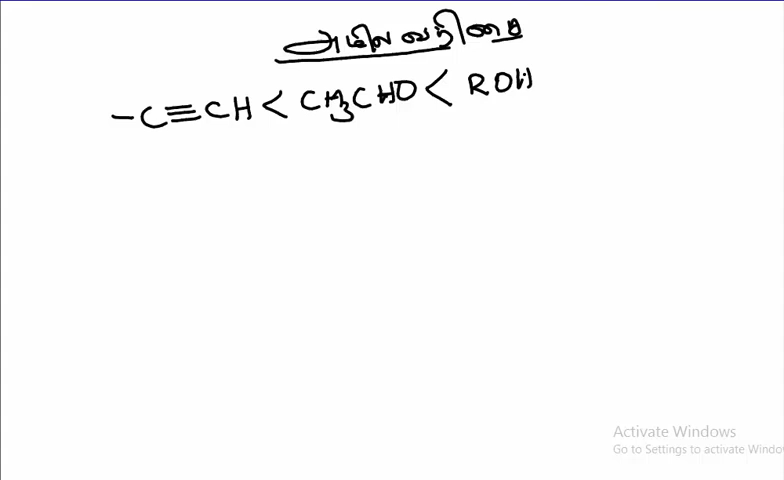 அமில வரிசை
-C≡CH < CH₃CHO < ROH
Activate Windows
Go to Settings to activate Windo